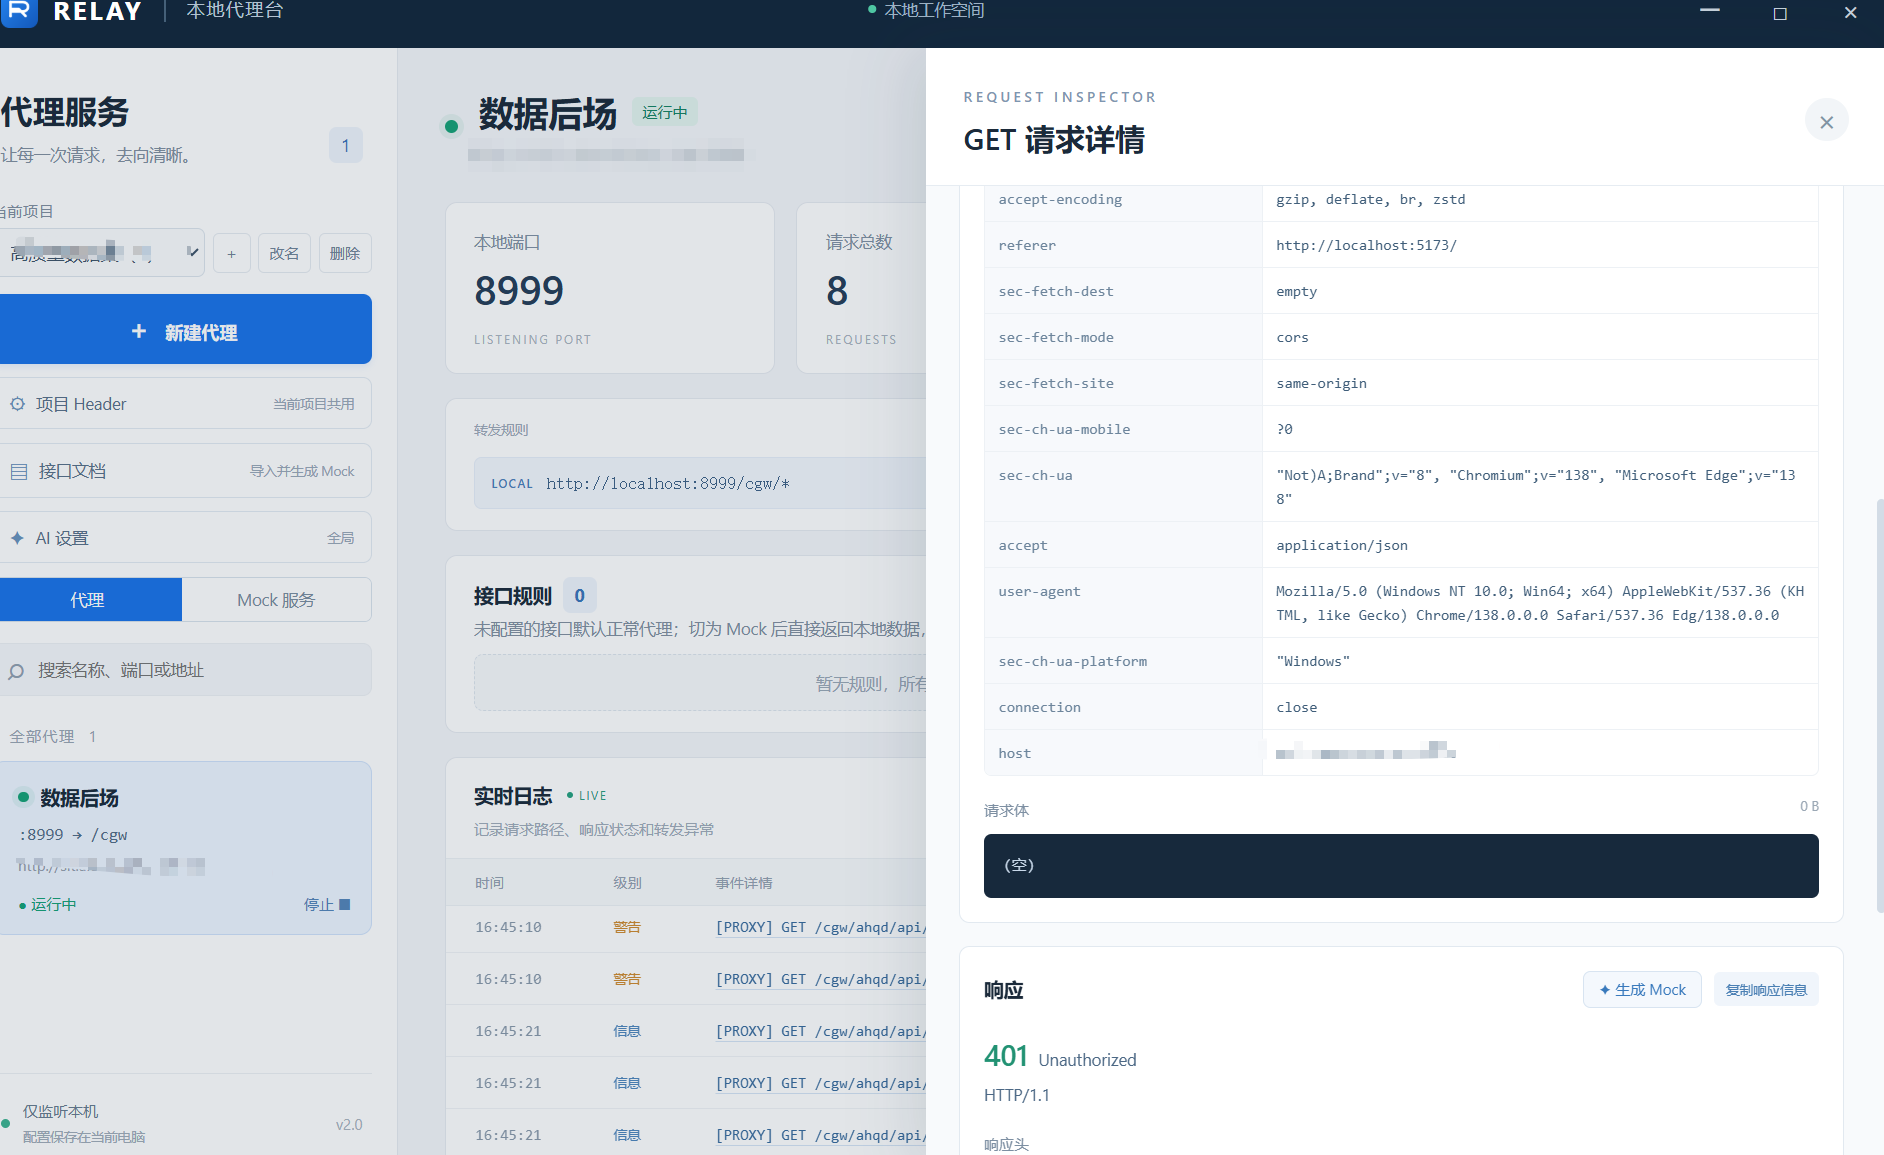 RELAY
本地代理台
本地工作空间
代理服务
让每一次请求，去向清晰。
1
当前项目
+
改名
删除
+ 新建代理
项目 Header
当前项目共用
接口文档
导入并生成 Mock
AI 设置
全局
代理
Mock 服务
搜索名称、端口或地址
全部代理 1
数据后场
:8999 → /cgw
运行中
停止
仅监听本机
配置保存在当前电脑
v2.0
数据后场
运行中
本地端口
8999
LISTENING PORT
请求总数
8
REQUESTS
转发规则
LOCAL http://localhost:8999/cgw/*
接口规则 0
未配置的接口默认正常代理；切为 Mock 后直接返回本地数据，
暂无规则，所有
实时日志 LIVE
记录请求路径、响应状态和转发异常
时间 级别 事件详情
16:45:10 警告 [PROXY] GET /cgw/ahqd/api/
16:45:10 警告 [PROXY] GET /cgw/ahqd/api/
16:45:21 信息 [PROXY] GET /cgw/ahqd/api/
16:45:21 信息 [PROXY] GET /cgw/ahqd/api/
16:45:21 信息 [PROXY] GET /cgw/ahqd/api/
REQUEST INSPECTOR
GET 请求详情
accept-encoding gzip, deflate, br, zstd
referer http://localhost:5173/
sec-fetch-dest empty
sec-fetch-mode cors
sec-fetch-site same-origin
sec-ch-ua-mobile ?0
sec-ch-ua "Not)A;Brand";v="8", "Chromium";v="138", "Microsoft Edge";v="13
8"
accept application/json
user-agent Mozilla/5.0 (Windows NT 10.0; Win64; x64) AppleWebKit/537.36 (KH
TML, like Gecko) Chrome/138.0.0.0 Safari/537.36 Edg/138.0.0.0
sec-ch-ua-platform "Windows"
connection close
host
请求体
0 B
(空)
响应
生成 Mock
复制响应信息
401 Unauthorized
HTTP/1.1
响应头